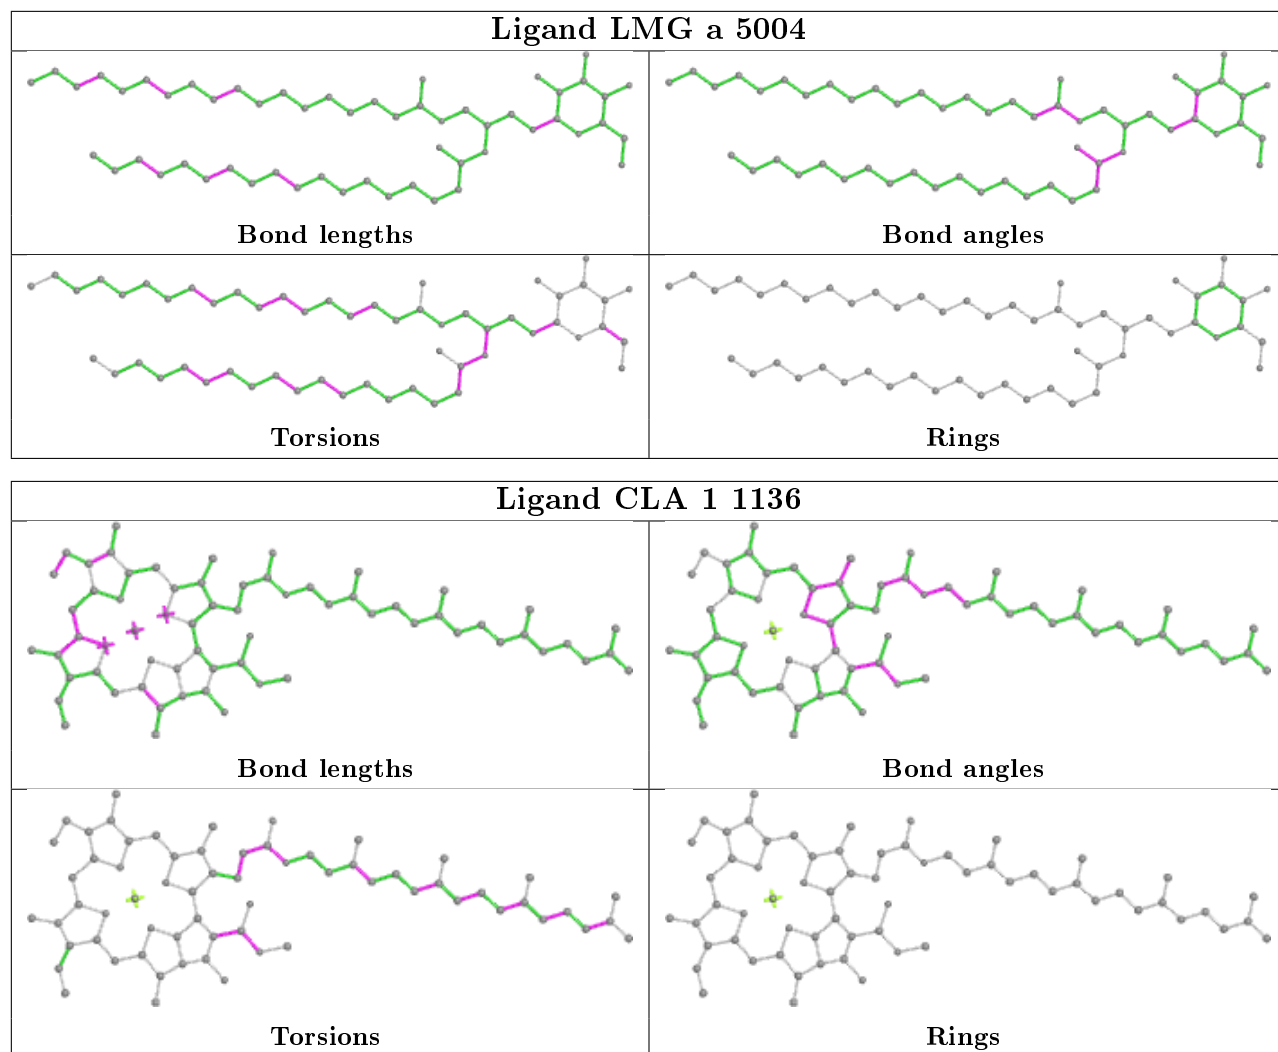 Ligand LMG a 5004
Bond lengths
Bond angles
Torsions
Rings
Ligand CLA 1 1136
Bond lengths
Bond angles
Torsions
Rings